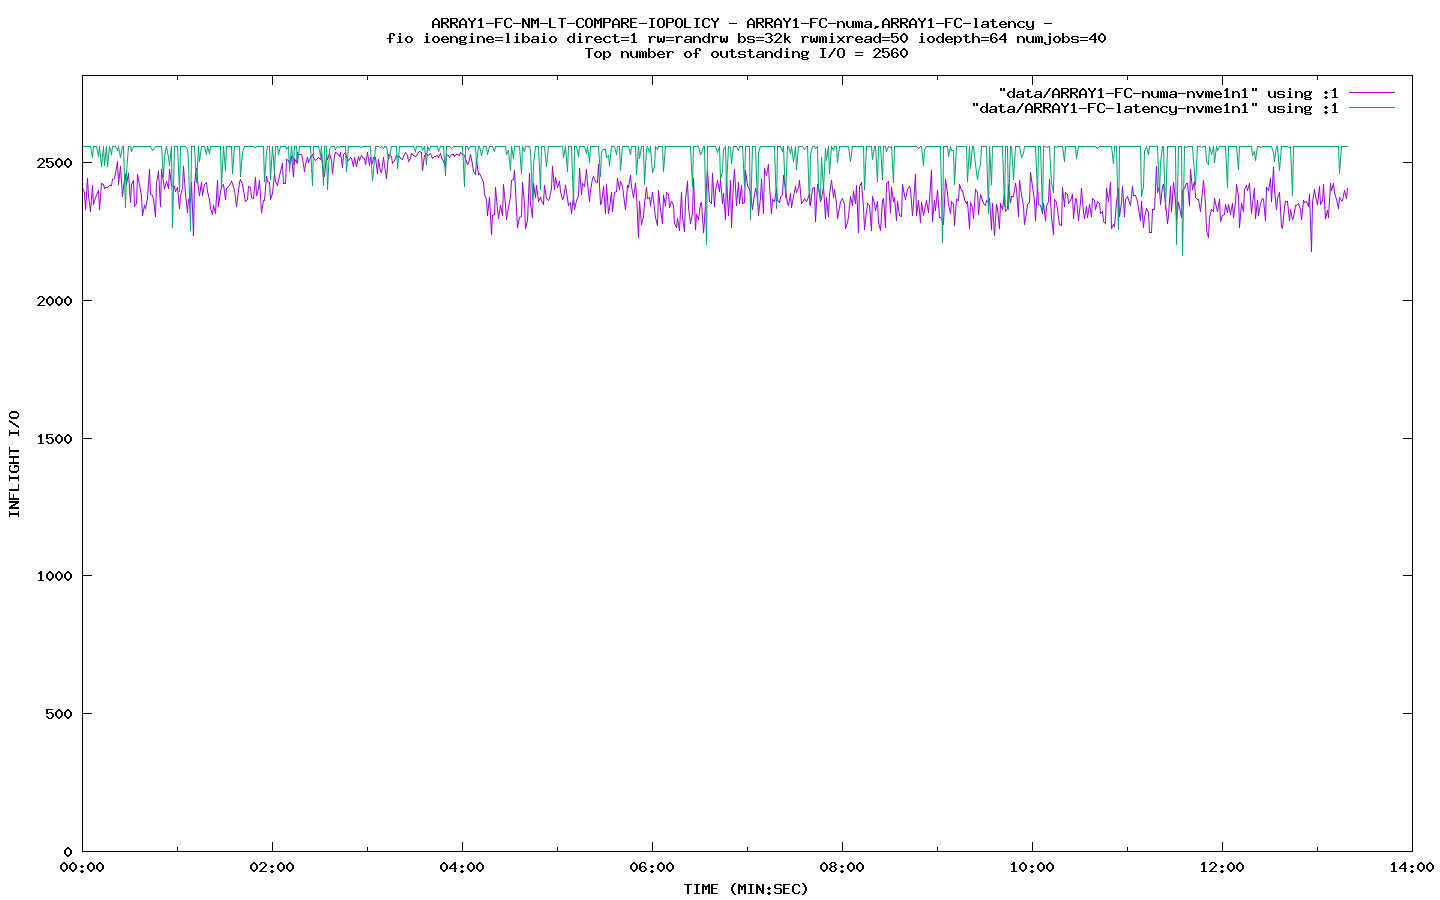 ARRAY1-FC-NM-LT-COMPARE-IOPOLICY - ARRAY1-FC-numa,ARRAY1-FC-latency -
fio ioengine=libaio direct=1 rw=randrw bs=32k rwmixread=50 iodepth=64 numjobs=40
Top number of outstanding I/O = 2560
"data/ARRAY1-FC-numa-nvme1n1" using :1
"data/ARRAY1-FC-latency-nvme1n1" using :1
2500
2000
1500
1000
500
0
INFLIGHT I/O
00:00 02:00 04:00 06:00 08:00 10:00 12:00 14:00
TIME (MIN:SEC)